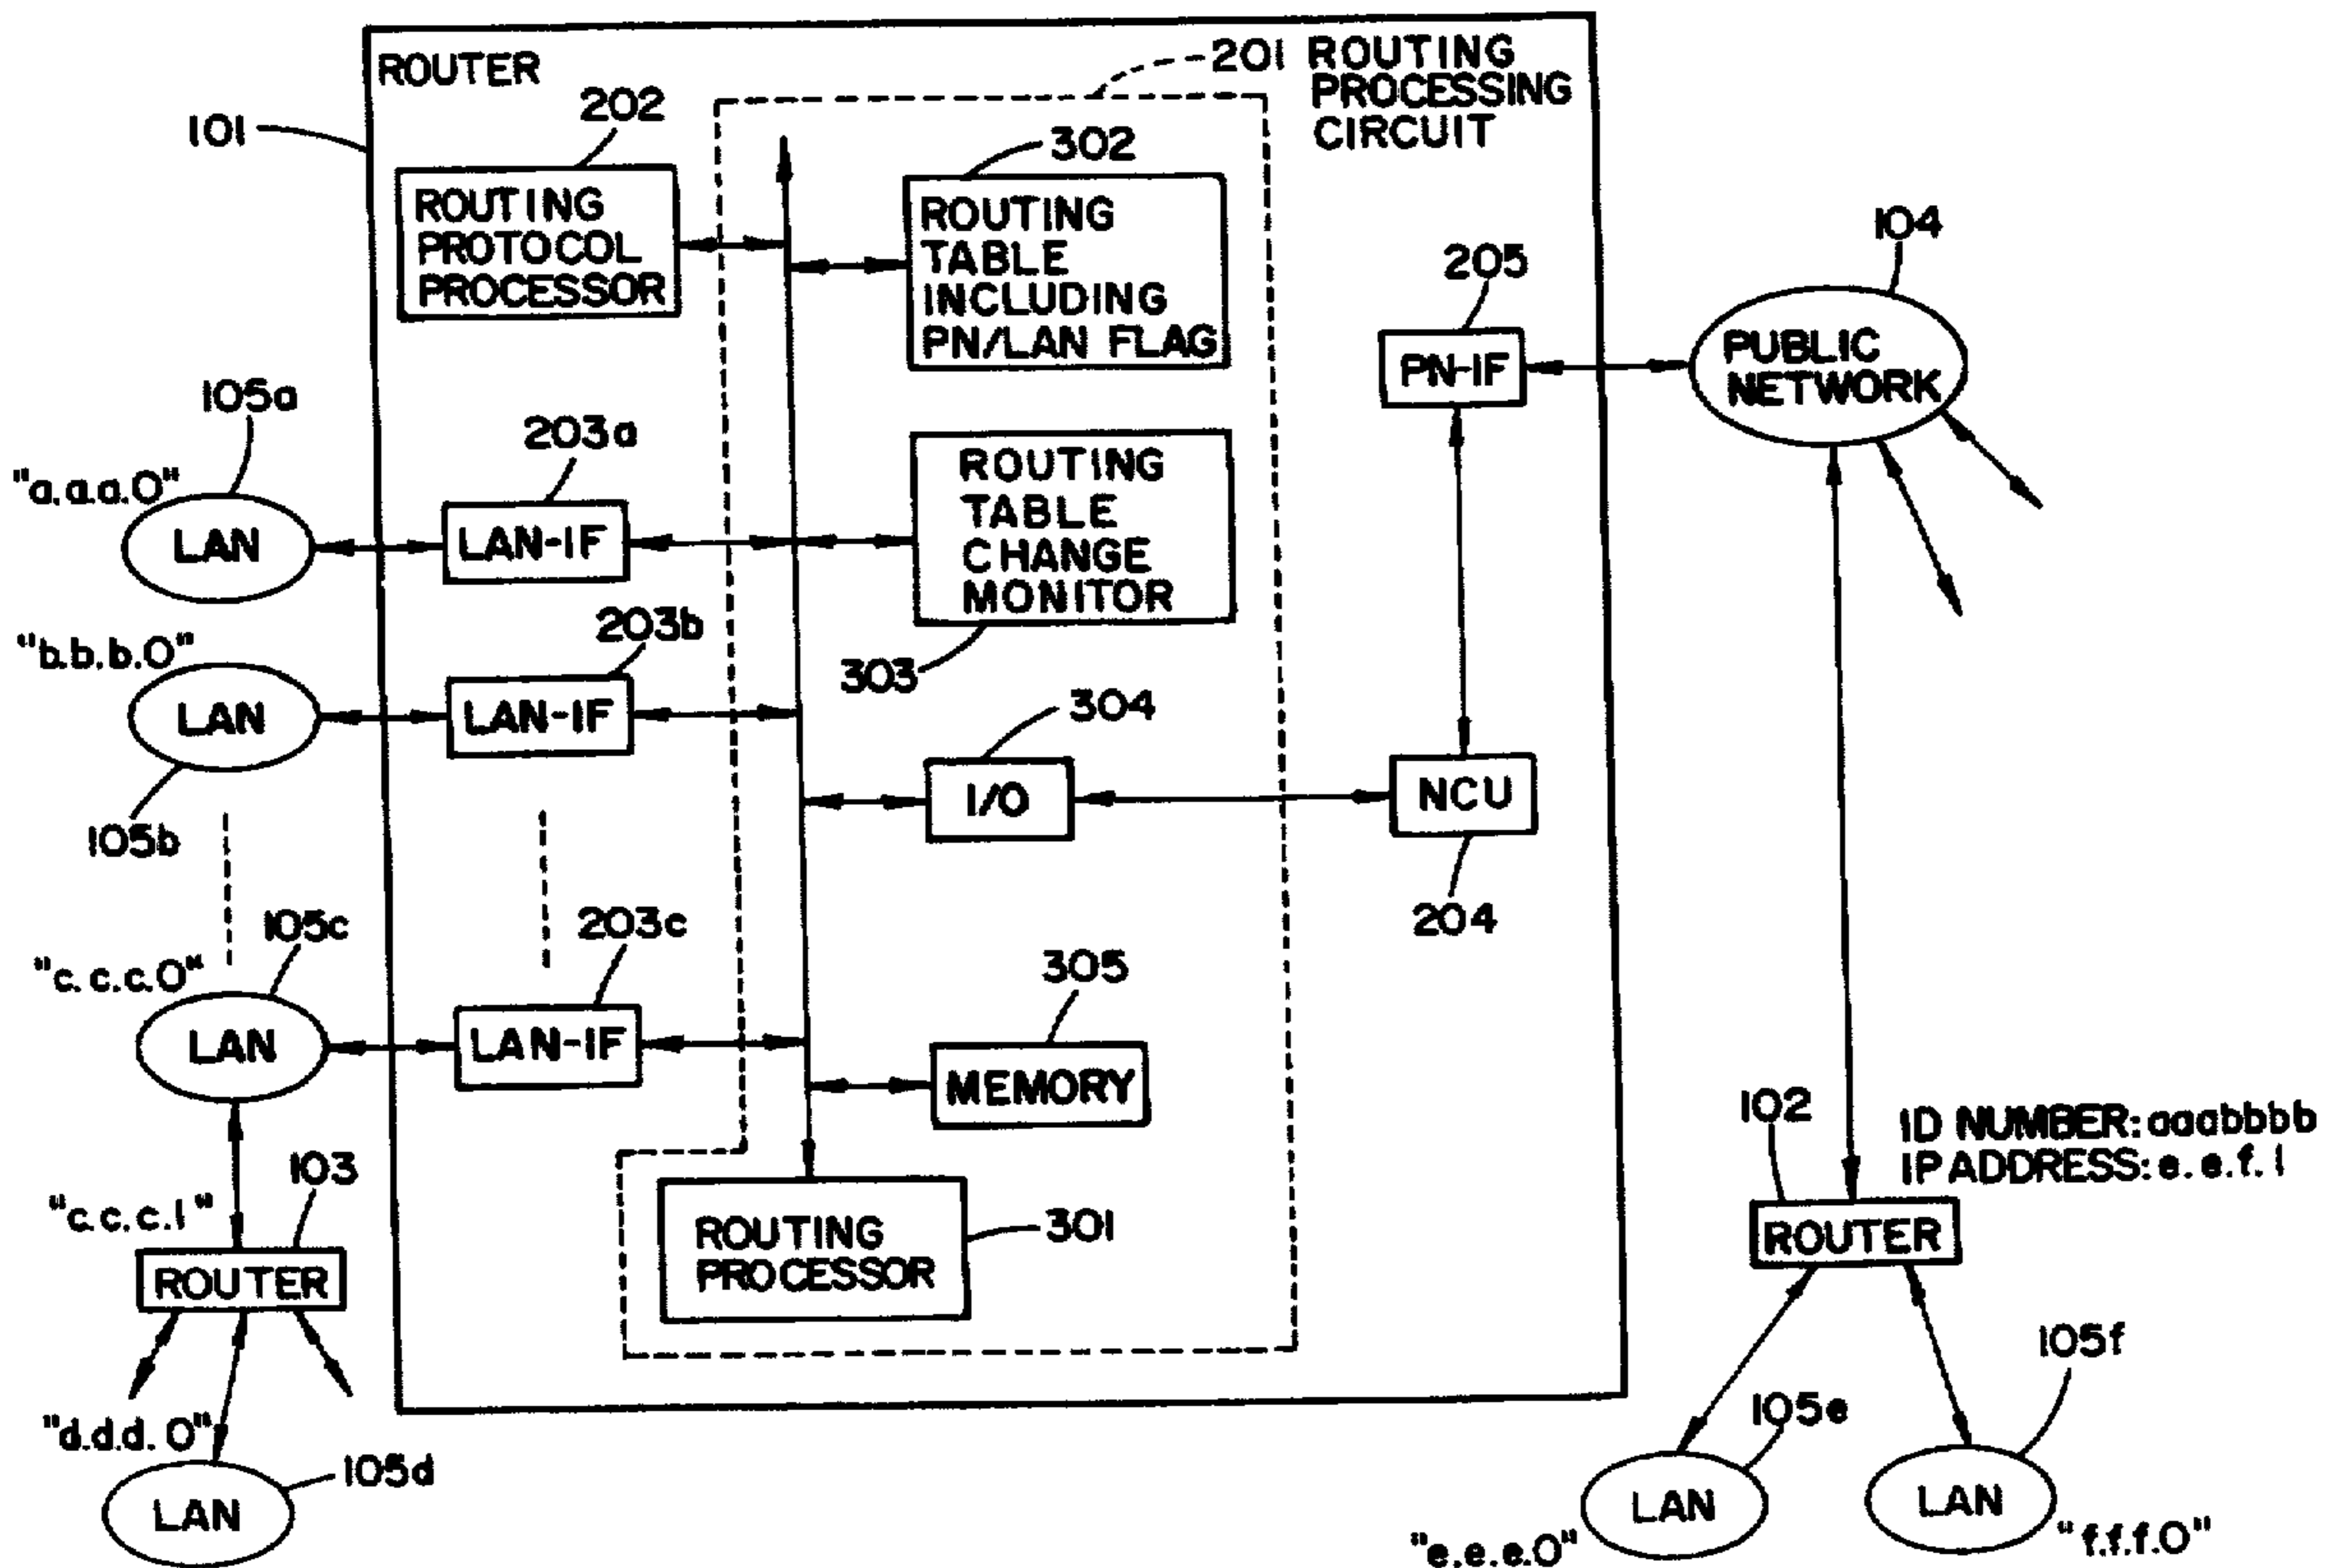 ROUTER
201 ROUTING
PROCESSING
CIRCUIT
101
202
302
ROUTING
PROTOCOL
PROCESSOR
ROUTING
TABLE
INCLUDING
PN/LAN FLAG
205
104
PN-IF
PUBLIC
NETWORK
105a
203a
"a.a.a.0"
LAN
LAN-IF
ROUTING
TABLE
CHANGE
MONITOR
303
"b.b.b.0"
203b
LAN
LAN-IF
105b
304
I/O
NCU
204
105c
203c
"c.c.c.0"
LAN
LAN-IF
305
MEMORY
"c.c.c.1"
103
ROUTER
ROUTING
PROCESSOR
301
102
ID NUMBER: aaabbbb
IP ADDRESS: e.e.f.1
ROUTER
"d.d.d.0"
105d
LAN
105e
105f
LAN
LAN
"e.e.e.0"
"f.f.f.0"